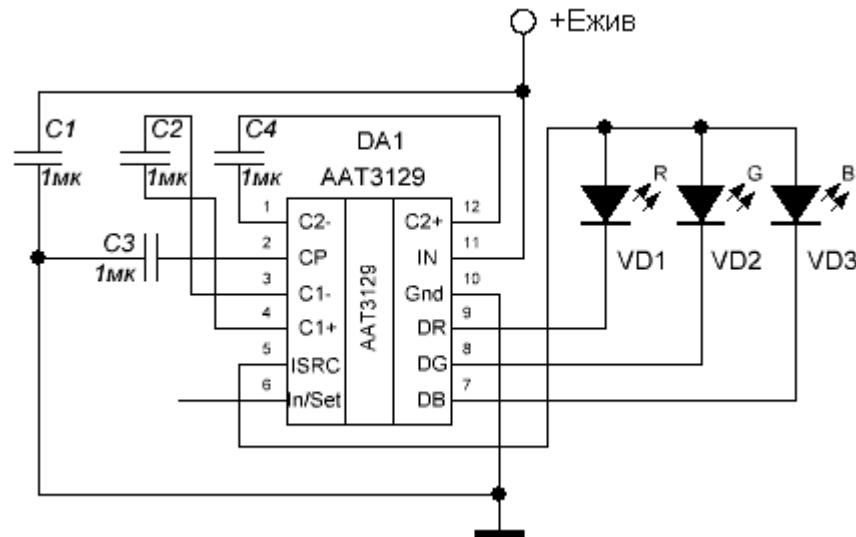 +Eжив
C1
1мк
C2
1мк
C4
1мк
DA1
AAT3129
C3
1мк
1
2
3
4
5
6
C2-
CP
C1-
C1+
ISRC
In/Set
AAT3129
C2+
IN
Gnd
DR
DG
DB
12
11
10
9
8
7
R
G
B
VD1
VD2
VD3